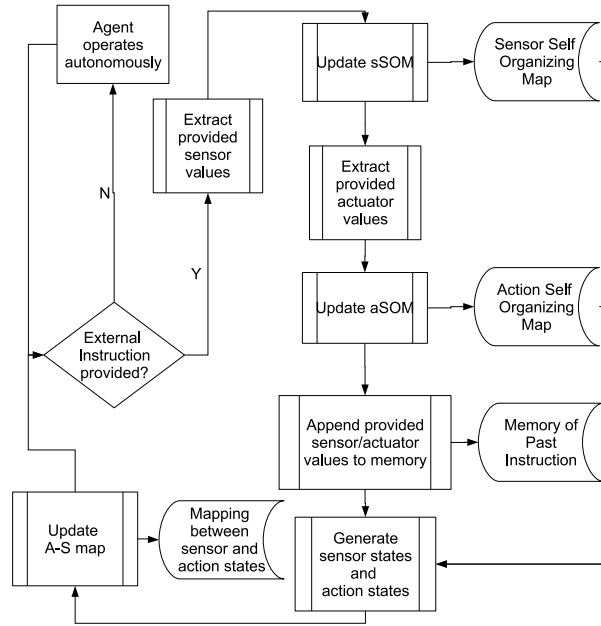 Agent
operates
autonomously
Update sSOM
Sensor Self
Organizing
Map
Extract
provided
sensor
values
Extract
provided
actuator
values
N
Y
Update aSOM
Action Self
Organizing
Map
External
Instruction
provided?
Append provided
sensor/actuator
values to memory
Memory of
Past
Instruction
Update
A-S map
Mapping
between
sensor and
action states
Generate
sensor states
and
action states